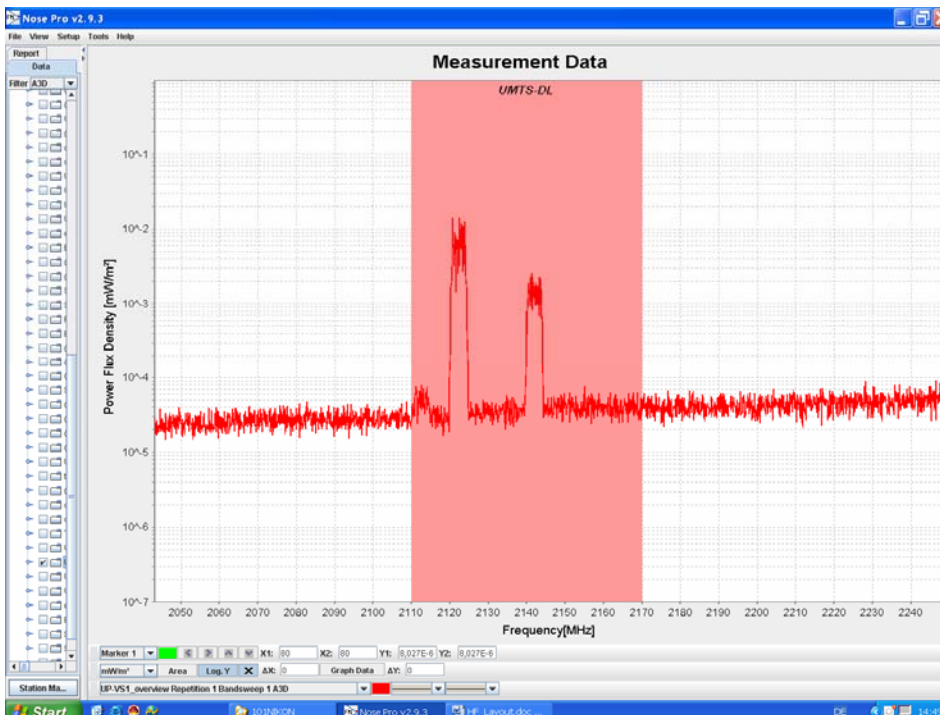 Nose Pro v2.9.3
File View Setup Tools Help
Report
Data
Filter A3D
Measurement Data
UMTS-DL
Power Flux Density [mW/m²]
10^-1
10^-2
10^-3
10^-4
10^-5
10^-6
10^-7
2050 2060 2070 2080 2090 2100 2110 2120 2130 2140 2150 2160 2170 2180 2190 2200 2210 2220 2230 2240
Frequency[MHz]
Marker 1 X1: 80 X2: 80 Y1: 8,027E-6 Y2: 8,027E-6
mW/m² Area Log. Y X ΔX: 0 Graph Data ΔY: 0
Station Ma... UP-VS1_overview Repetition 1 Bandsweep 1 A3D
Start 101NIKON Nose Pro v2.9.3 HF_Layout.doc ... DE